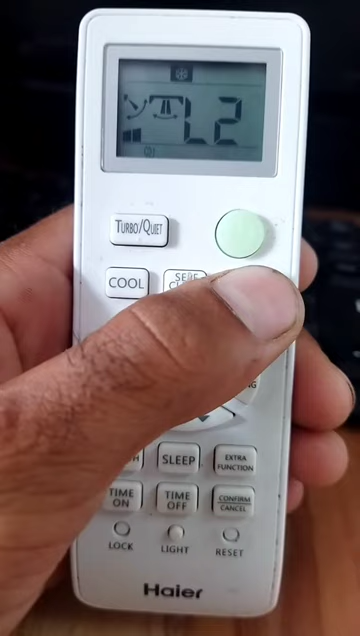 L2
TURBO/QUIET
COOL
SLEEP
EXTRA
FUNCTION
TIME
ON
TIME
OFF
CONFIRM
CANCEL
LOCK
LIGHT
RESET
Haier